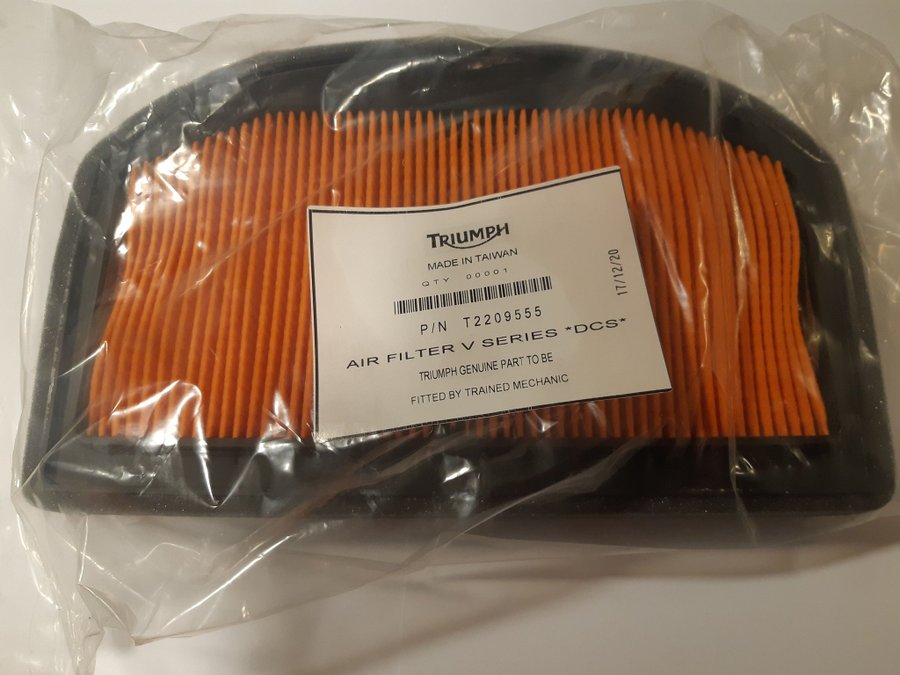 TRIUMPH
MADE IN TAIWAN
QTY 00001
17/12/20
P/N T2209555
AIR FILTER V SERIES *DCS*
TRIUMPH GENUINE PART TO BE
FITTED BY TRAINED MECHANIC